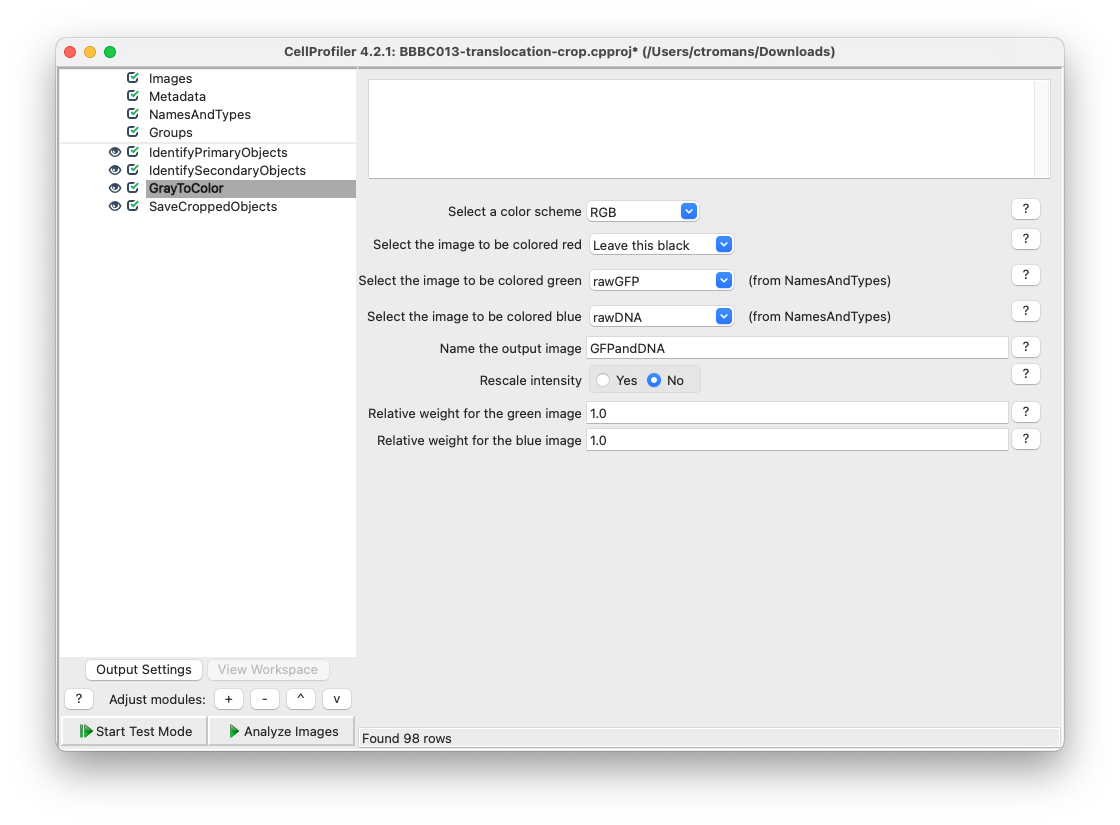 CellProfiler 4.2.1: BBBC013-translocation-crop.cpproj* (/Users/ctromans/Downloads)
Images
Metadata
NamesAndTypes
Groups
IdentifyPrimaryObjects
IdentifySecondaryObjects
GrayToColor
SaveCroppedObjects
Select a color scheme RGB ?
Select the image to be colored red Leave this black ?
Select the image to be colored green rawGFP (from NamesAndTypes) ?
Select the image to be colored blue rawDNA (from NamesAndTypes) ?
Name the output image GFPandDNA ?
Rescale intensity Yes No ?
Relative weight for the green image 1.0 ?
Relative weight for the blue image 1.0 ?
Output Settings View Workspace
? Adjust modules: + - ^ v
Start Test Mode Analyze Images
Found 98 rows